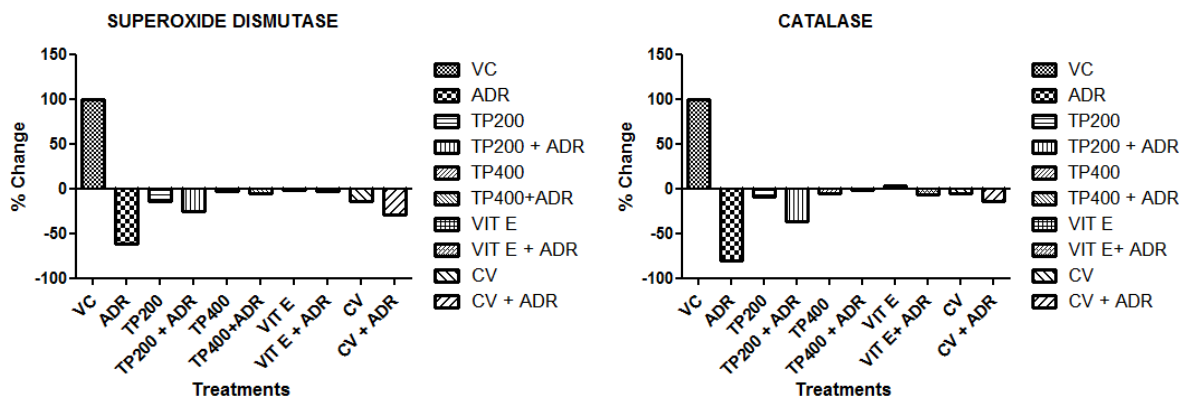 SUPEROXIDE DISMUTASE
150
100
50
0
-50
-100
% Change
VC
ADR
TP200
TP200 + ADR
TP400
TP400+ADR
VIT E
VIT E + ADR
CV
CV + ADR
Treatments
VC
ADR
TP200
TP200 + ADR
TP400
TP400+ADR
VIT E
VIT E + ADR
CV
CV + ADR
CATALASE
150
100
50
0
-50
-100
% Change
VC
ADR
TP200
TP200 + ADR
TP400
TP400 + ADR
VIT E
VIT E+ ADR
CV
CV + ADR
Treatments
VC
ADR
TP200
TP200 + ADR
TP400
TP400 + ADR
VIT E
VIT E+ ADR
CV
CV + ADR